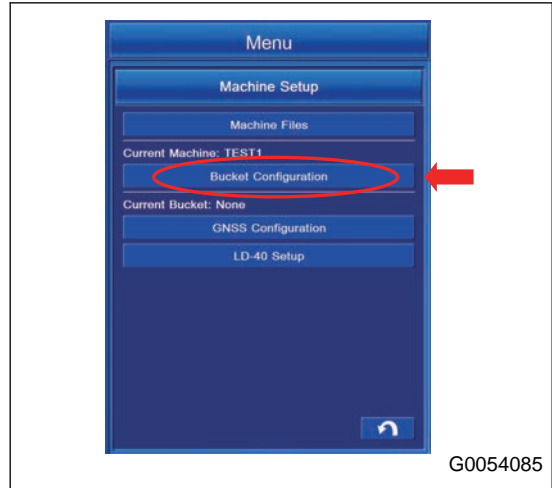 Menu
Machine Setup
Machine Files
Current Machine: TEST1
Bucket Configuration
Current Bucket: None
GNSS Configuration
LD-40 Setup
G0054085